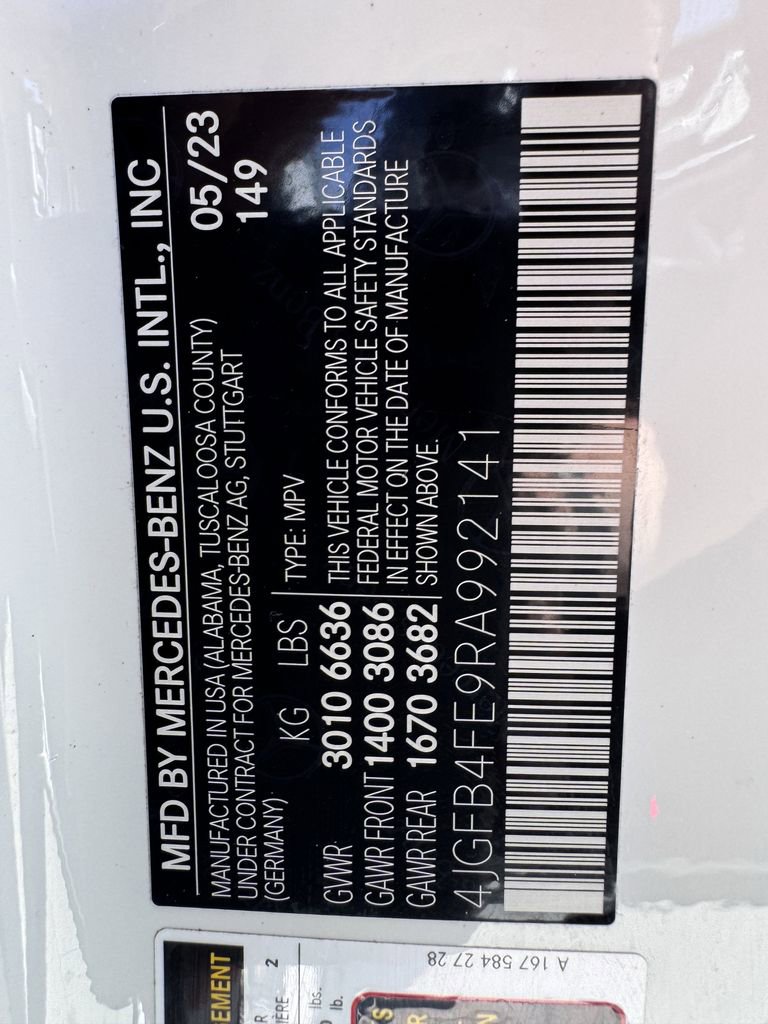 MFD BY MERCEDES-BENZ U.S. INTL., INC
MANUFACTURED IN USA (ALABAMA, TUSCALOOSA COUNTY) 05/23
UNDER CONTRACT FOR MERCEDES-BENZ AG, STUTTGART 149
(GERMANY)
KG LBS TYPE: MPV
GVWR 3010 6636 THIS VEHICLE CONFORMS TO ALL APPLICABLE
GAWR FRONT 1400 3086 FEDERAL MOTOR VEHICLE SAFETY STANDARDS
IN EFFECT ON THE DATE OF MANUFACTURE
GAWR REAR 1670 3682 SHOWN ABOVE.
4JGFB4FE9RA992141
A 167 584 27 28
2
lbs.
lb.